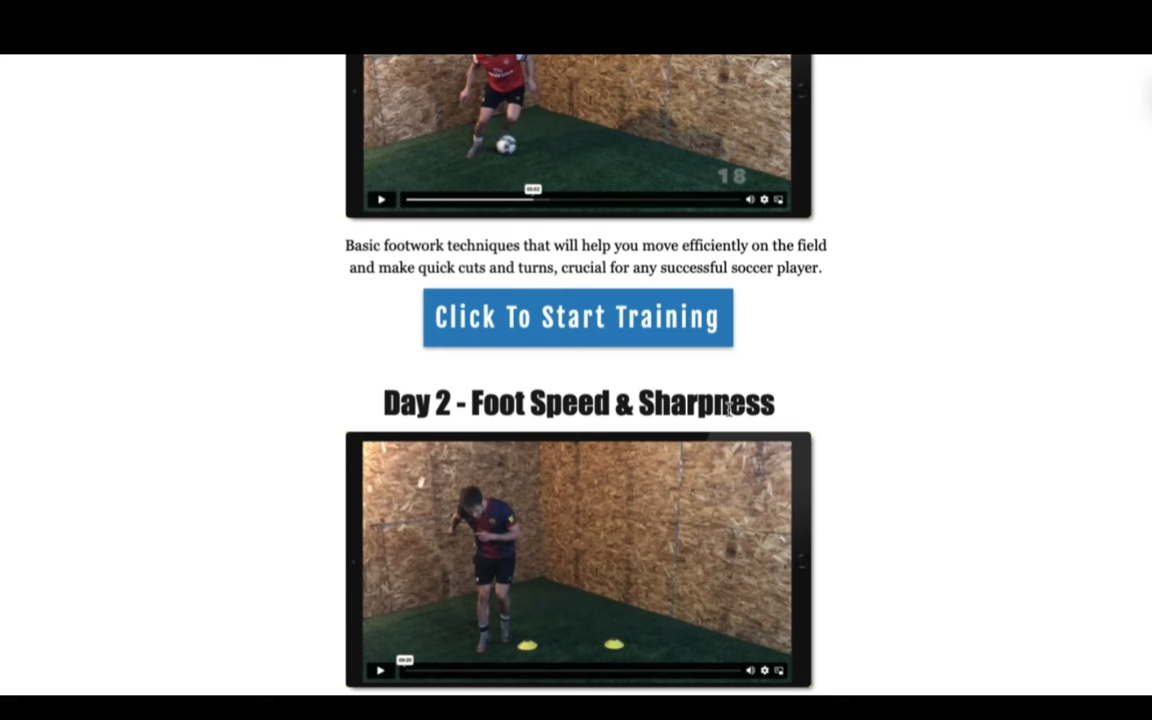 18
Basic footwork techniques that will help you move efficiently on the field
and make quick cuts and turns, crucial for any successful soccer player.
Click To Start Training
Day 2 - Foot Speed & Sharpness